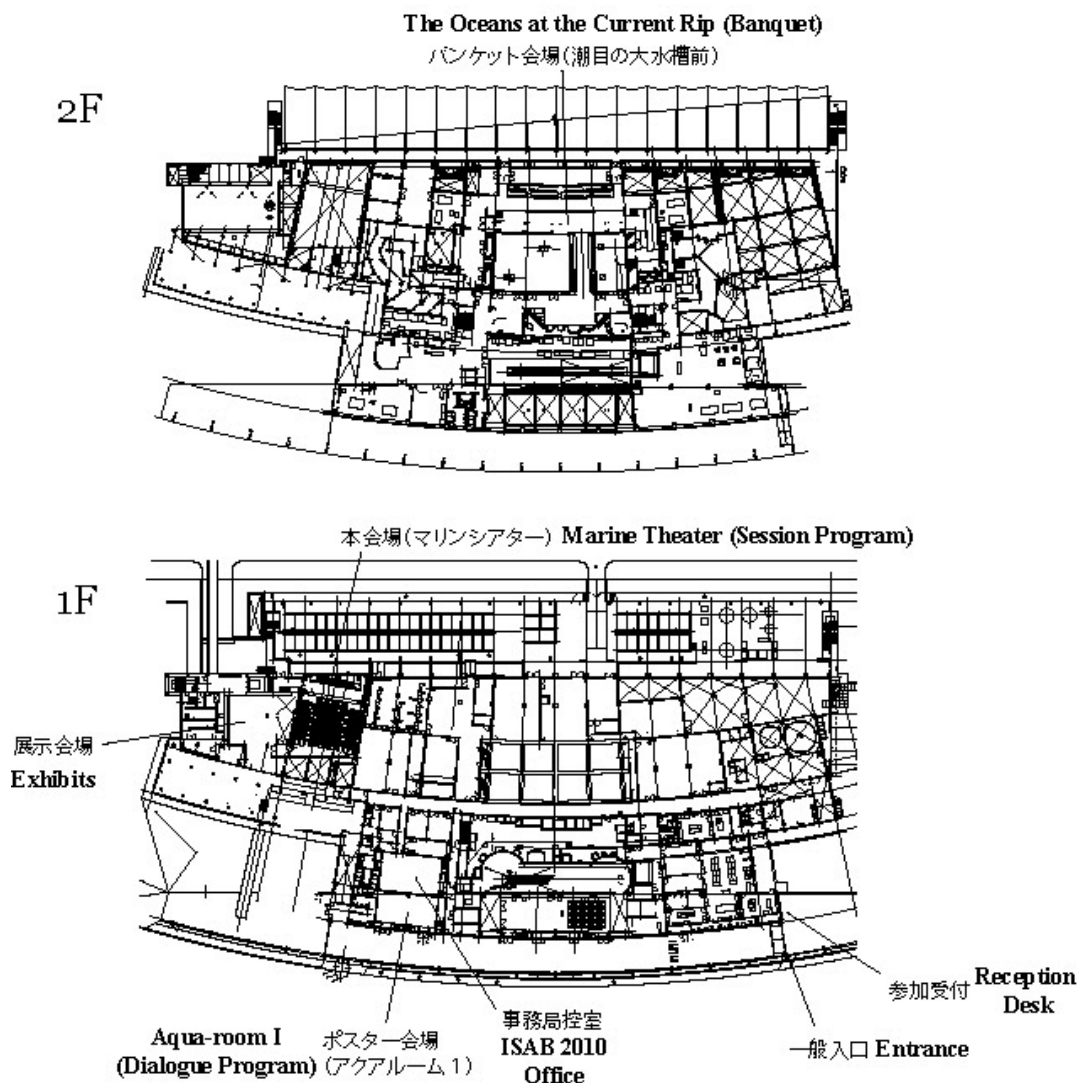 The Oceans at the Current Rip (Banquet)
バンケット会場(潮目の大水槽前)
2F
本会場(マリンシアター) Marine Theater (Session Program)
1F
展示会場
Exhibits
参加受付 Reception
Desk
事務局控室
ISAB 2010
Office
一般入口 Entrance
Aqua-room I
(Dialogue Program)
ポスター会場
(アクアルーム1)